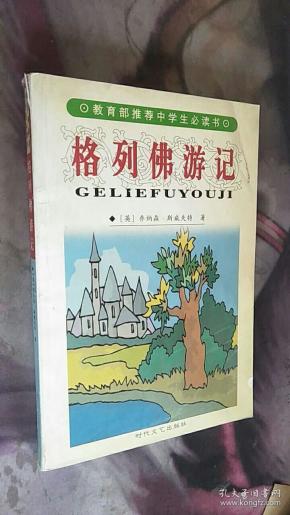 教育部推荐中学生必读书
格列佛游记
GELIEFUYOUJI
◆ [英] 乔纳森·斯威夫特 著
时代文艺出版社
孔夫子旧书网